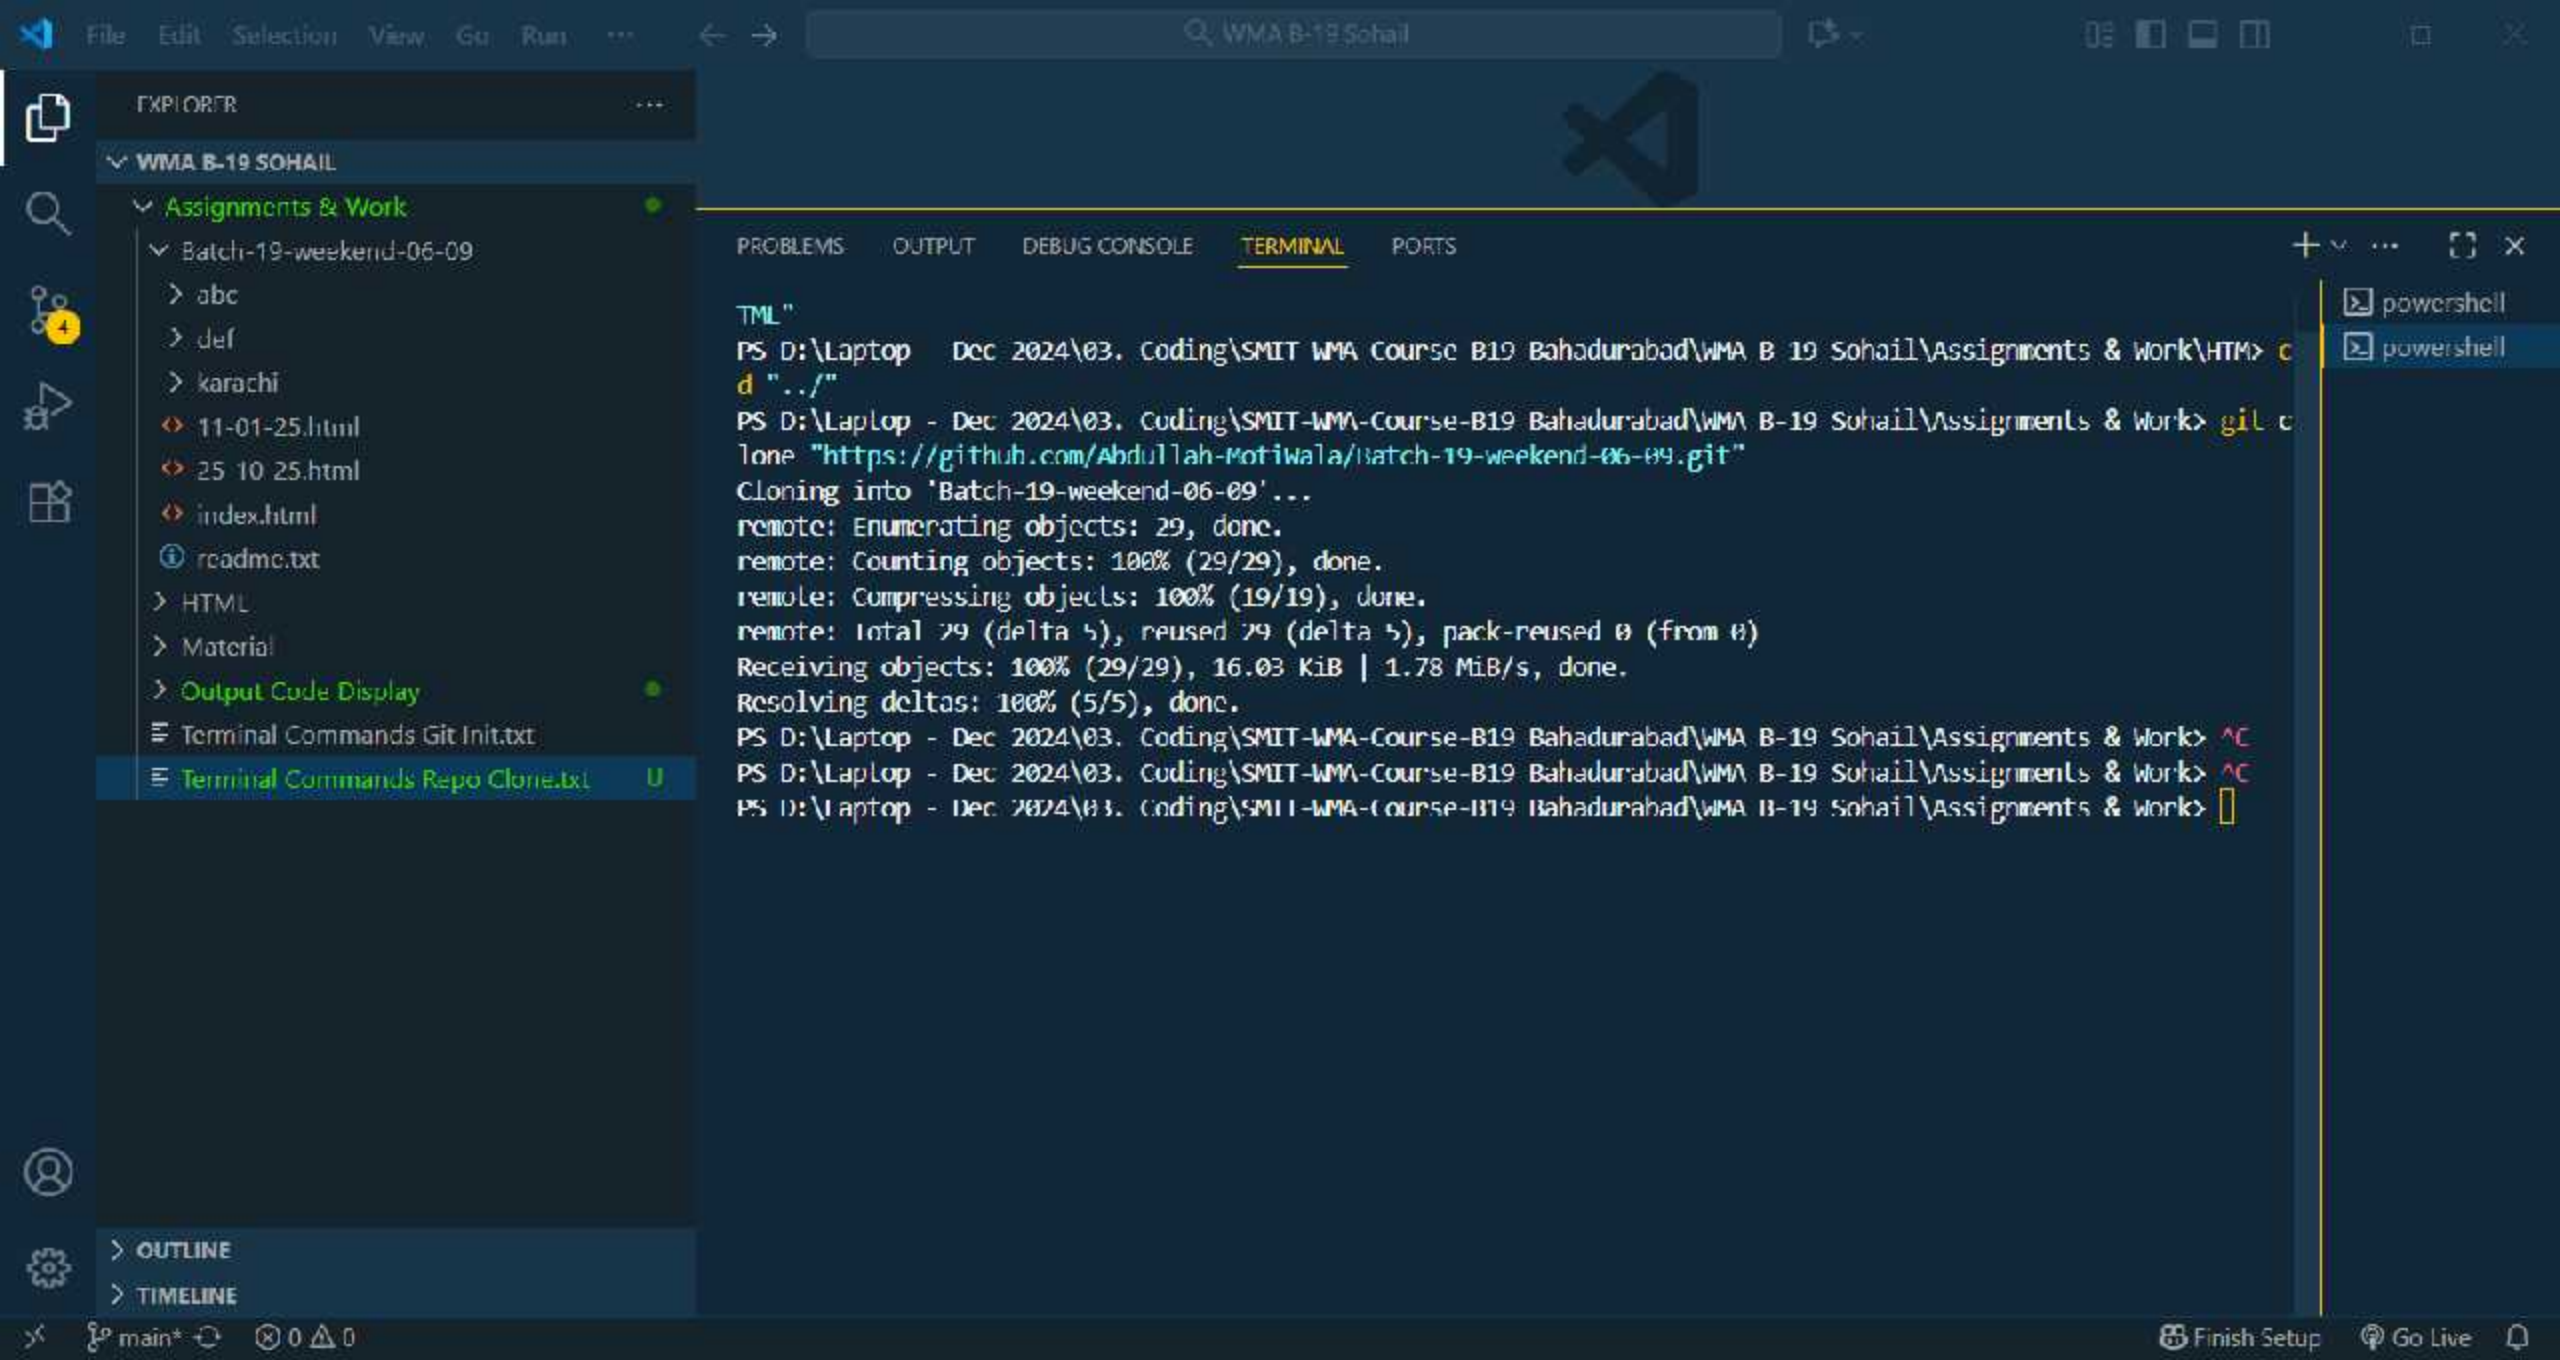 File Edit Selection View Go Run ...
WMA B-19 Sohail
EXPLORER
WMA B-19 SOHAIL
Assignments & Work
Batch-19-weekend-06-09
abc
def
karachi
11-01-25.html
25-10-25.html
index.html
readme.txt
HTML
Material
Output Code Display
Terminal Commands Git Init.txt
Terminal Commands Repo Clone.txt U
OUTLINE
TIMELINE
4
PROBLEMS OUTPUT DEBUG CONSOLE TERMINAL PORTS
TML"
PS D:\Laptop - Dec 2024\03. Coding\SMIT-WMA-Course-B19 Bahadurabad\WMA B-19 Sohail\Assignments & Work\HTM> c
d "../"
PS D:\Laptop - Dec 2024\03. Coding\SMIT-WMA-Course-B19 Bahadurabad\WMA B-19 Sohail\Assignments & Work> git c
lone "https://github.com/Abdullah-MotiWala/Batch-19-weekend-06-09.git"
Cloning into 'Batch-19-weekend-06-09'...
remote: Enumerating objects: 29, done.
remote: Counting objects: 100% (29/29), done.
remote: Compressing objects: 100% (19/19), done.
remote: Total 29 (delta 5), reused 29 (delta 5), pack-reused 0 (from 0)
Receiving objects: 100% (29/29), 16.03 KiB | 1.78 MiB/s, done.
Resolving deltas: 100% (5/5), done.
PS D:\Laptop - Dec 2024\03. Coding\SMIT-WMA-Course-B19 Bahadurabad\WMA B-19 Sohail\Assignments & Work> ^C
PS D:\Laptop - Dec 2024\03. Coding\SMIT-WMA-Course-B19 Bahadurabad\WMA B-19 Sohail\Assignments & Work> ^C
PS D:\Laptop - Dec 2024\03. Coding\SMIT-WMA-Course-B19 Bahadurabad\WMA B-19 Sohail\Assignments & Work>
powershell
powershell
main* 0 0 Finish Setup Go Live